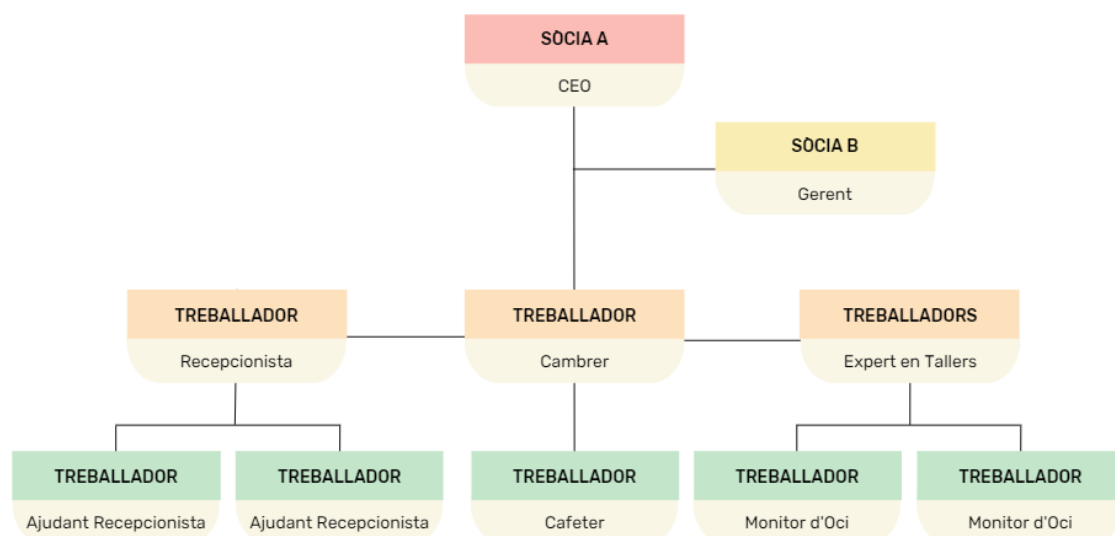 SÒCIA A
CEO
SÒCIA B
Gerent
TREBALLADOR
Recepcionista
TREBALLADOR
Cambrer
TREBALLADORS
Expert en Tallers
TREBALLADOR
Ajudant Recepcionista
TREBALLADOR
Ajudant Recepcionista
TREBALLADOR
Cafeter
TREBALLADOR
Monitor d'Oci
TREBALLADOR
Monitor d'Oci